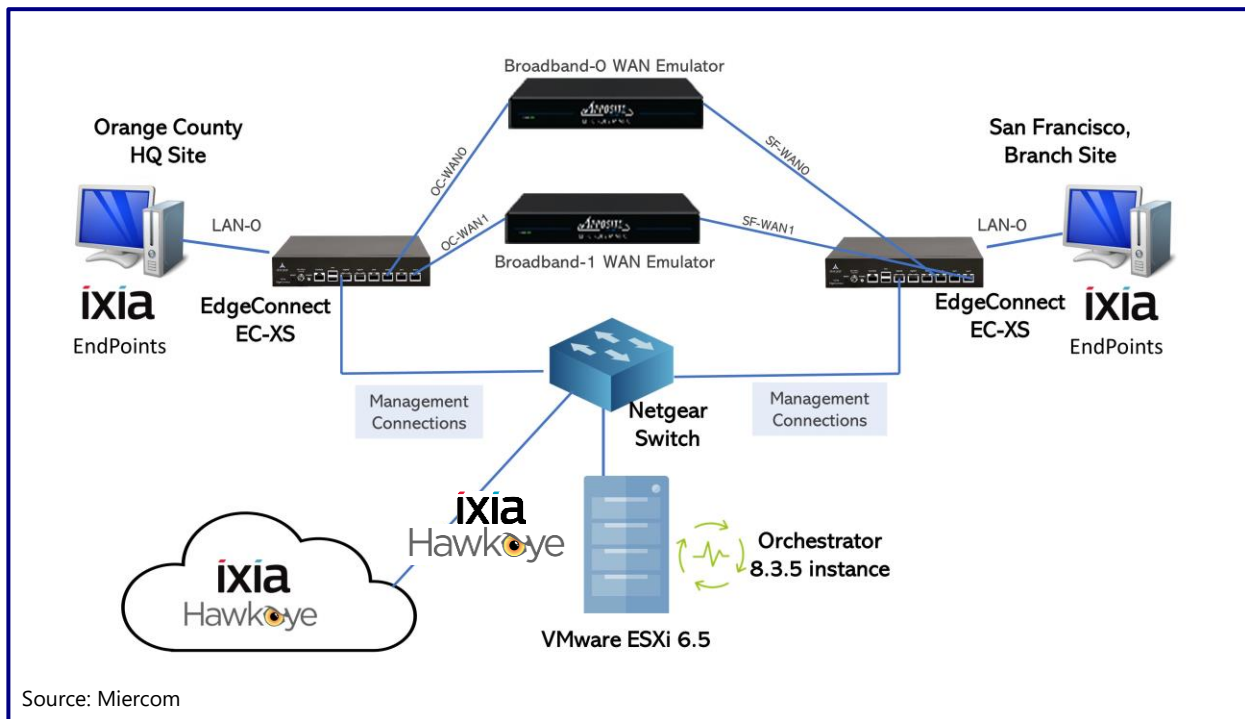 Broadband-0 WAN Emulator
Orange County
HQ Site
San Francisco,
Branch Site
OC-WAN0
SF-WAN0
LAN-0
OC-WAN1
SF-WAN1
LAN-0
Broadband-1 WAN Emulator
EdgeConnect
EC-XS
EdgeConnect
EC-XS
ixia
EndPoints
ixia
EndPoints
Management
Connections
Netgear
Switch
Management
Connections
ixia
Hawkeye
ixia
Hawkeye
Orchestrator
8.3.5 instance
VMware ESXi 6.5
Source: Miercom